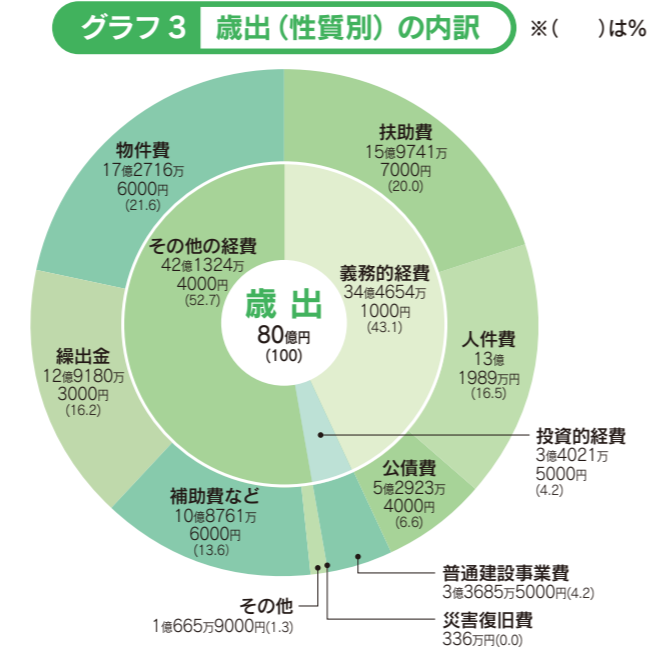 グラフ3 歳出（性質別）の内訳 ※（　　）は%
物件費
17億2716万
6000円
(21.6)
扶助費
15億9741万
7000円
(20.0)
その他の経費
42億1324万
4000円
(52.7)
義務的経費
34億4654万
1000円
(43.1)
歳出
80億円
(100)
人件費
13億
1989万円
(16.5)
繰出金
12億9180万
3000円
(16.2)
投資的経費
3億4021万
5000円
(4.2)
公債費
5億2923万
4000円
(6.6)
補助費など
10億8761万
6000円
(13.6)
普通建設事業費
3億3685万5000円(4.2)
その他
1億665万9000円(1.3)
災害復旧費
336万円(0.0)